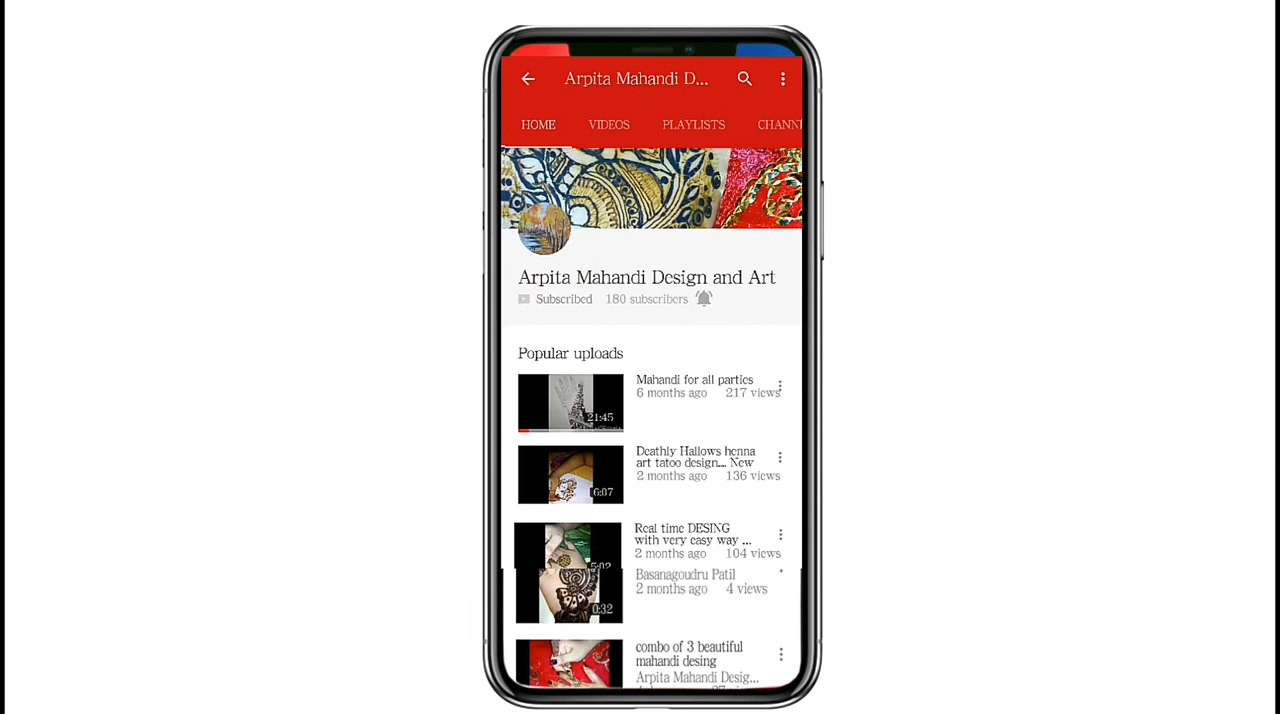 Arpita Mahandi D...
HOME VIDEOS PLAYLISTS CHANN
Arpita Mahandi Design and Art
Subscribed 180 subscribers
Popular uploads
Mahandi for all parties
6 months ago 217 views
21:45
Deathly Hallows henna
art tatoo design.... New
2 months ago 136 views
6:07
Real time DESING
with very easy way ...
2 months ago 104 views
5:02
Basanagoudru Patil
2 months ago 4 views
0:32
combo of 3 beautiful
mahandi desing
Arpita Mahandi Desig...